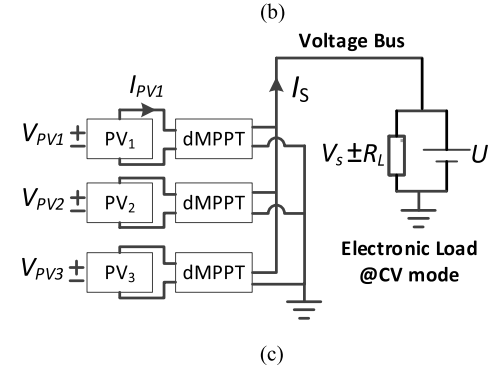 (b)
Voltage Bus
I_PV1
I_S
V_PV1 ± PV_1 dMPPT
V_s ± R_L U
V_PV2 ± PV_2 dMPPT
V_PV3 ± PV_3 dMPPT
Electronic Load
@CV mode
(c)